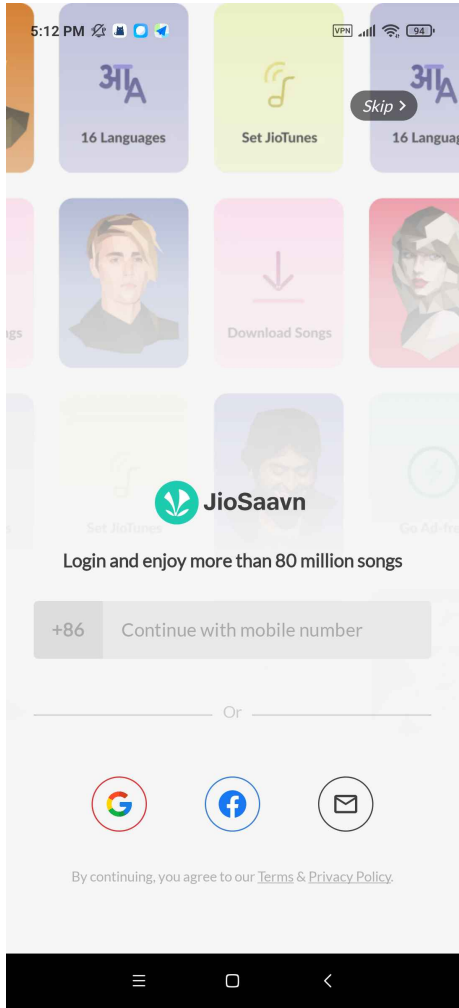 5:12 PM
VPN
94
अ A
अ A
Skip >
16 Languages
Set JioTunes
16 Languag
ngs
Download Songs
Set JioTunes
Go Ad-fre
JioSaavn
Login and enjoy more than 80 million songs
+86
Continue with mobile number
Or
G
f
By continuing, you agree to our Terms & Privacy Policy.